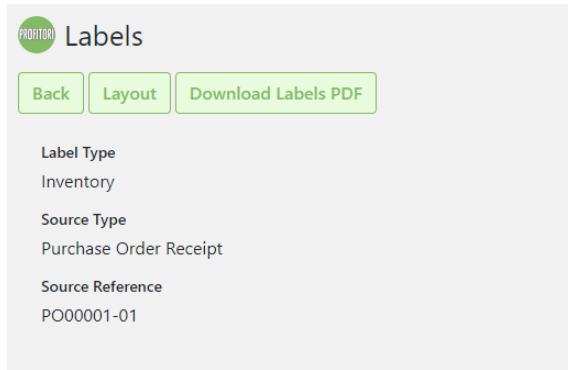 PROFITORI Labels
Back Layout Download Labels PDF
Label Type
Inventory
Source Type
Purchase Order Receipt
Source Reference
PO00001-01